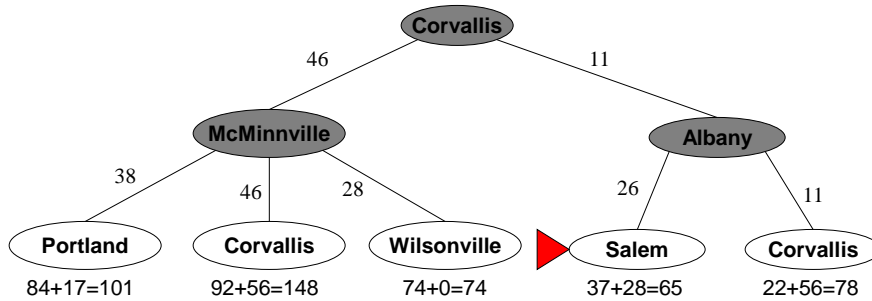 Corvallis
46
11
McMinnville
Albany
38
46
28
26
11
Portland
Corvallis
Wilsonville
Salem
Corvallis
84+17=101
92+56=148
74+0=74
37+28=65
22+56=78